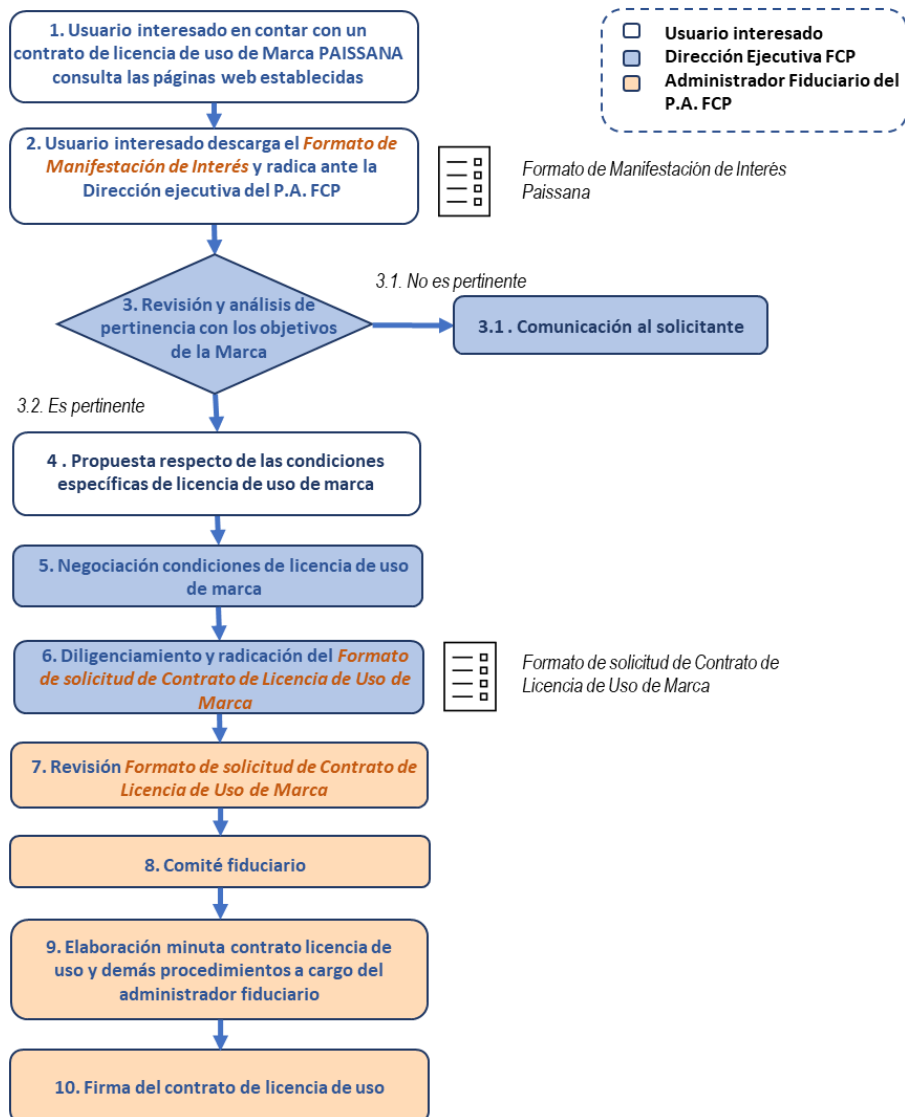 1. Usuario interesado en contar con un
contrato de licencia de uso de Marca PAISSANA
consulta las páginas web establecidas
Usuario interesado
Dirección Ejecutiva FCP
Administrador Fiduciario del
P.A. FCP
2. Usuario interesado descarga el Formato de
Manifestación de Interés y radica ante la
Dirección ejecutiva del P.A. FCP
Formato de Manifestación de Interés
Paissana
3. Revisión y análisis de
pertinencia con los objetivos
de la Marca
3.1. No es pertinente
3.1 . Comunicación al solicitante
3.2. Es pertinente
4 . Propuesta respecto de las condiciones
específicas de licencia de uso de marca
5. Negociación condiciones de licencia de uso
de marca
6. Diligenciamiento y radicación del Formato
de solicitud de Contrato de Licencia de Uso de
Marca
Formato de solicitud de Contrato de
Licencia de Uso de Marca
7. Revisión Formato de solicitud de Contrato de
Licencia de Uso de Marca
8. Comité fiduciario
9. Elaboración minuta contrato licencia de
uso y demás procedimientos a cargo del
administrador fiduciario
10. Firma del contrato de licencia de uso